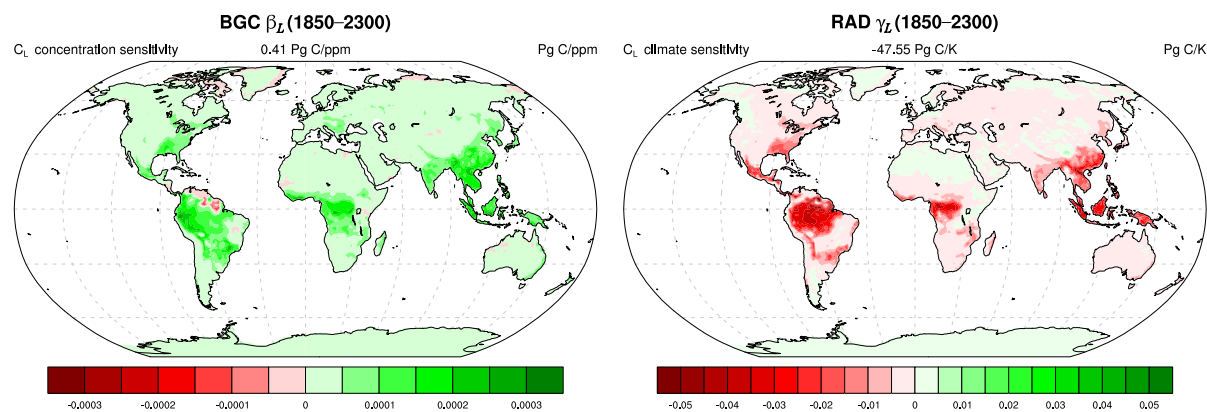 BGC β_L (1850–2300)
C_L concentration sensitivity 0.41 Pg C/ppm Pg C/ppm
-0.0003 -0.0002 -0.0001 0 0.0001 0.0002 0.0003
RAD γ_L (1850–2300)
C_L climate sensitivity -47.55 Pg C/K Pg C/K
-0.05 -0.04 -0.03 -0.02 -0.01 0 0.01 0.02 0.03 0.04 0.05